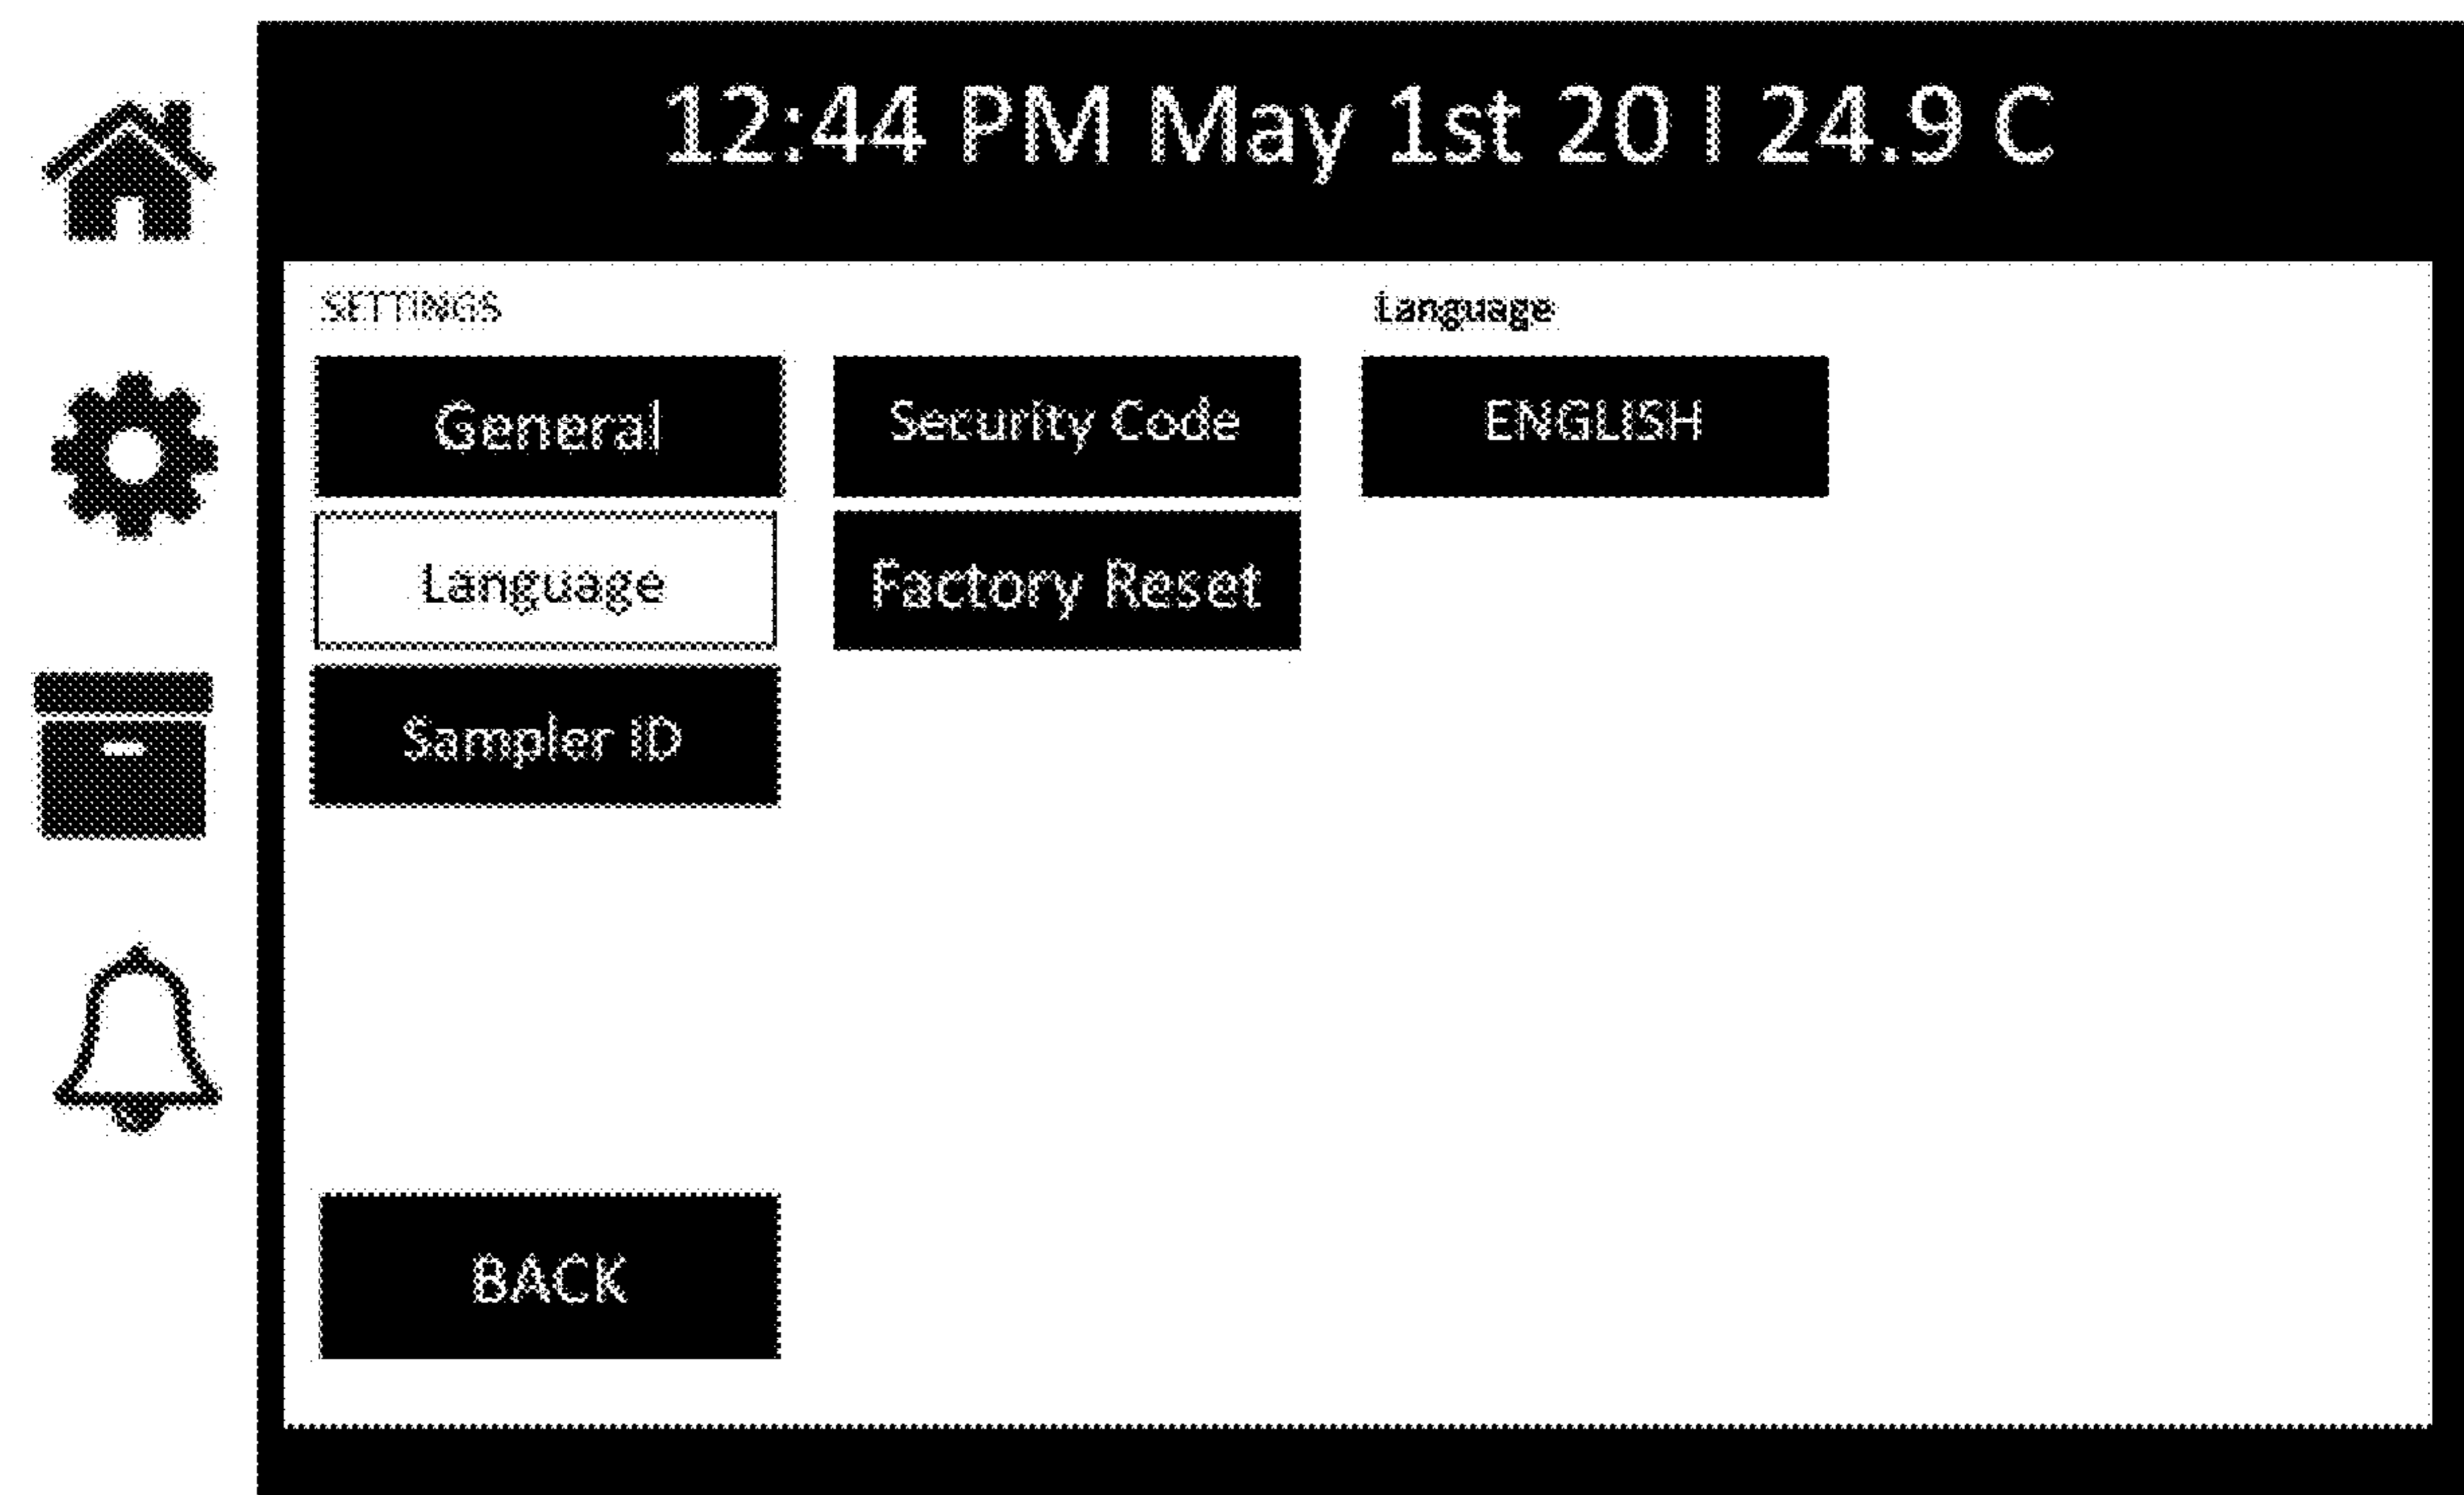 12:44 PM May 1st 20 | 24.9 C
SETTINGS
Language
General
Security Code
ENGLISH
Language
Factory Reset
Sampler ID
BACK